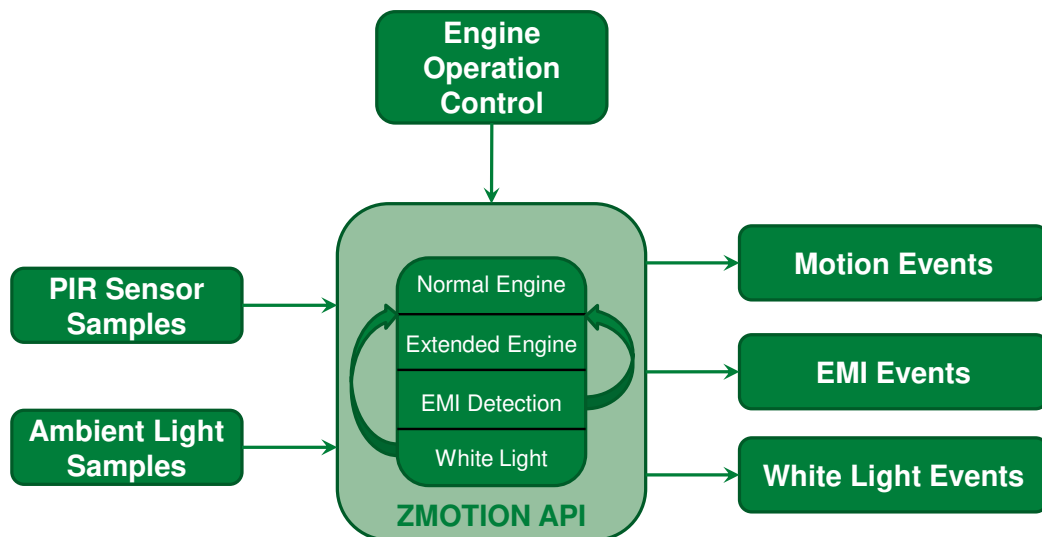 Engine
Operation
Control
PIR Sensor
Samples
Ambient Light
Samples
Normal Engine
Extended Engine
EMI Detection
White Light
ZMOTION API
Motion Events
EMI Events
White Light Events